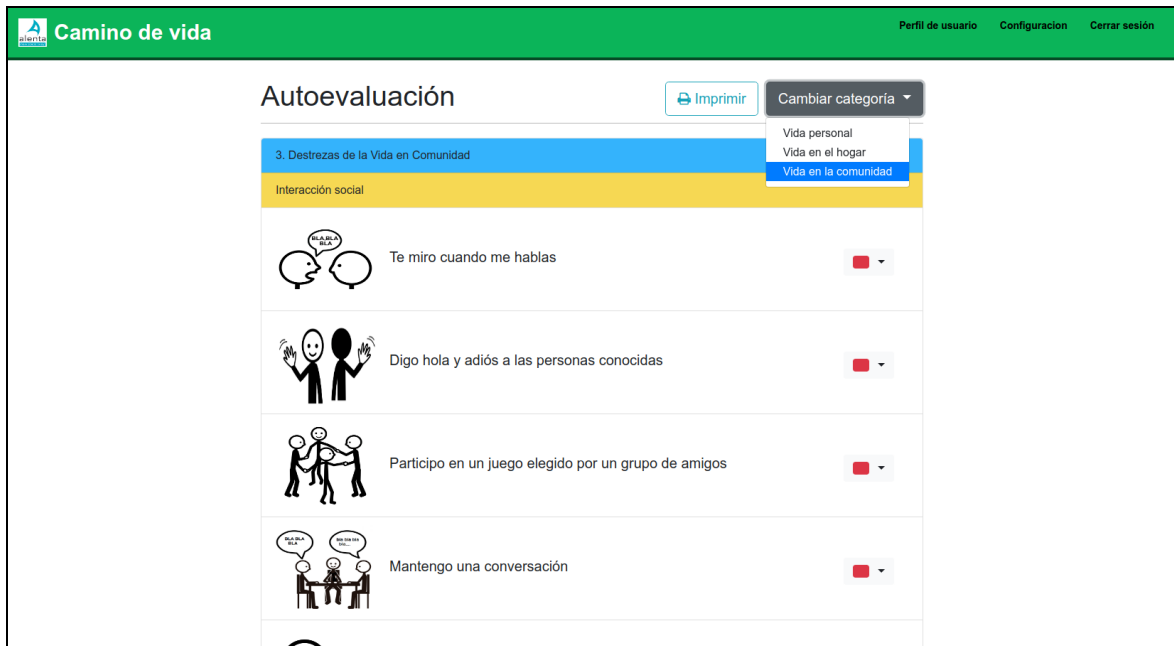 alenta
Camino de vida
Perfil de usuario
Configuracion
Cerrar sesión
Autoevaluación
Imprimir
Cambiar categoría
Vida personal
Vida en el hogar
Vida en la comunidad
3. Destrezas de la Vida en Comunidad
Interacción social
BLA,BLA
BLA
Te miro cuando me hablas
Digo hola y adiós a las personas conocidas
Participo en un juego elegido por un grupo de amigos
BLA BLA
BLA
Mantengo una conversación